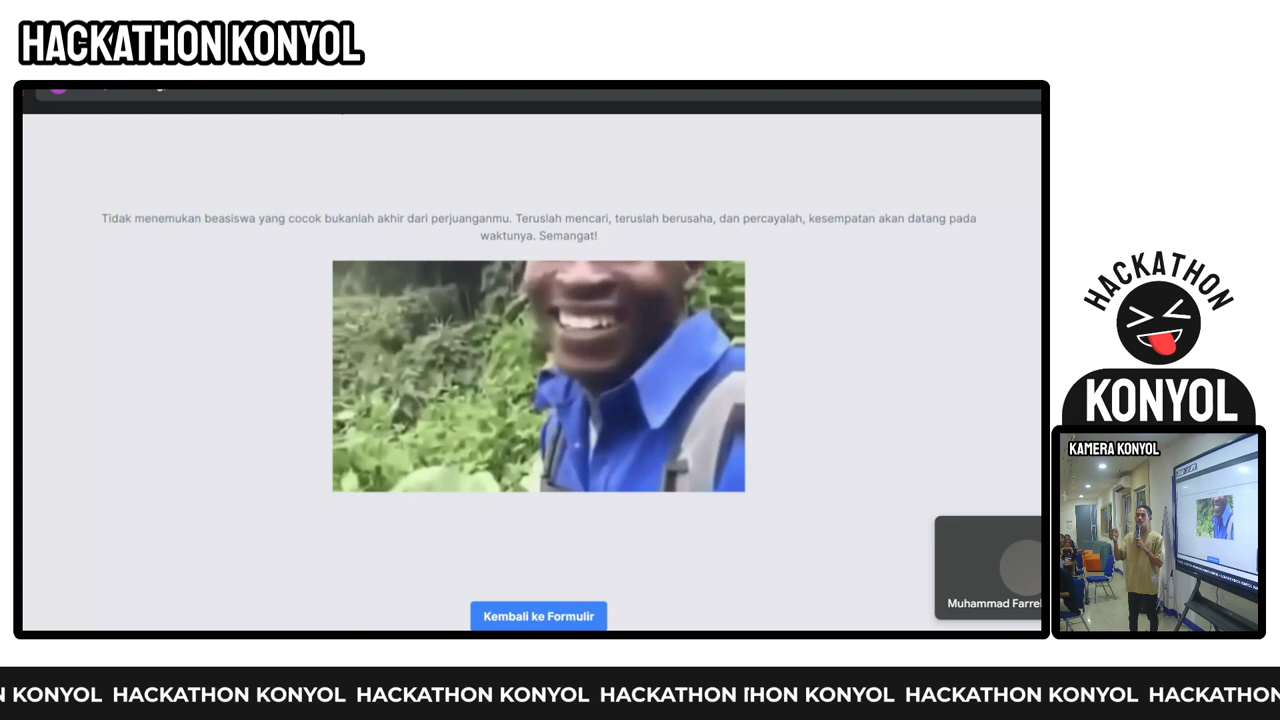 HACKATHON KONYOL
Tidak menemukan beasiswa yang cocok bukanlah akhir dari perjuanganmu. Teruslah mencari, teruslah berusaha, dan percayalah, kesempatan akan datang pada
waktunya. Semangat!
Kembali ke Formulir
Muhammad Farrel
HACKATHON
KONYOL
KAMERA KONYOL
N KONYOL HACKATHON KONYOL HACKATHON KONYOL HACKATHON IHON KONYOL HACKATHON KONYOL HACKATHON